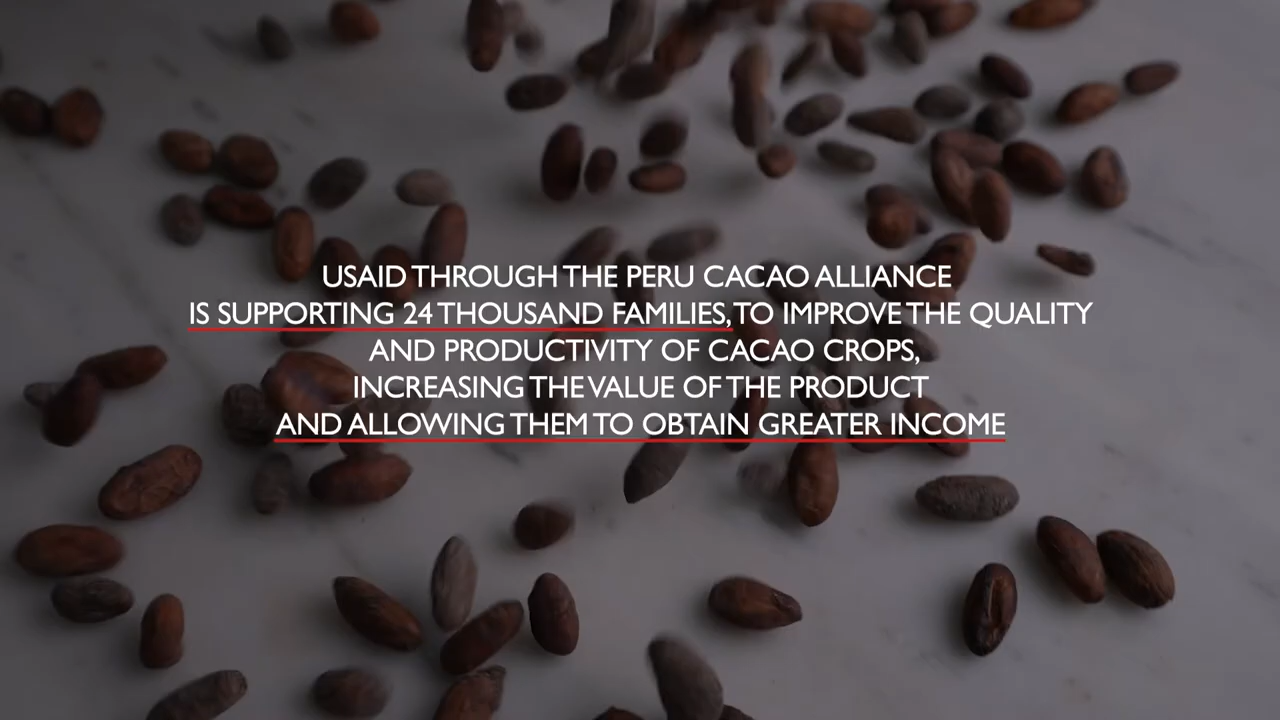 USAID THROUGH THE PERU CACAO ALLIANCE
IS SUPPORTING 24 THOUSAND FAMILIES, TO IMPROVE THE QUALITY
AND PRODUCTIVITY OF CACAO CROPS,
INCREASING THE VALUE OF THE PRODUCT
AND ALLOWING THEM TO OBTAIN GREATER INCOME